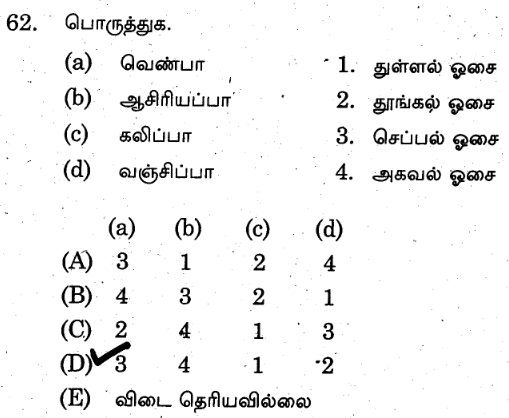 62. பொருத்துக.
(a) வெண்பா 1. துள்ளல் ஓசை
(b) ஆசிரியப்பா 2. தூங்கல் ஓசை
(c) கலிப்பா 3. செப்பல் ஓசை
(d) வஞ்சிப்பா 4. அகவல் ஓசை
(a) (b) (c) (d)
(A) 3 1 2 4
(B) 4 3 2 1
(C) 2 4 1 3
(D) 3 4 1 2
(E) விடை தெரியவில்லை